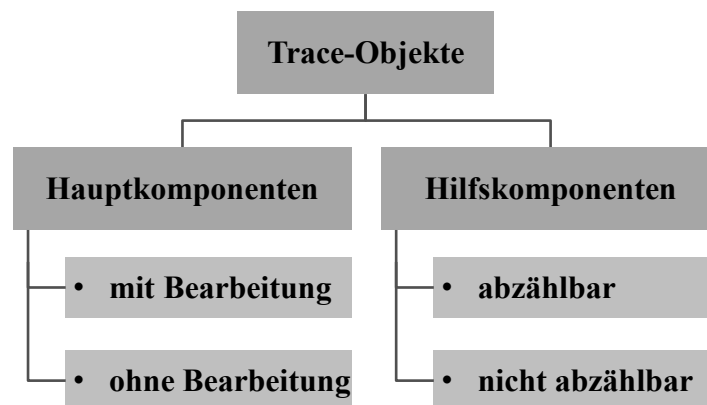 Trace-Objekte
Hauptkomponenten
• mit Bearbeitung
• ohne Bearbeitung
Hilfskomponenten
• abzählbar
• nicht abzählbar